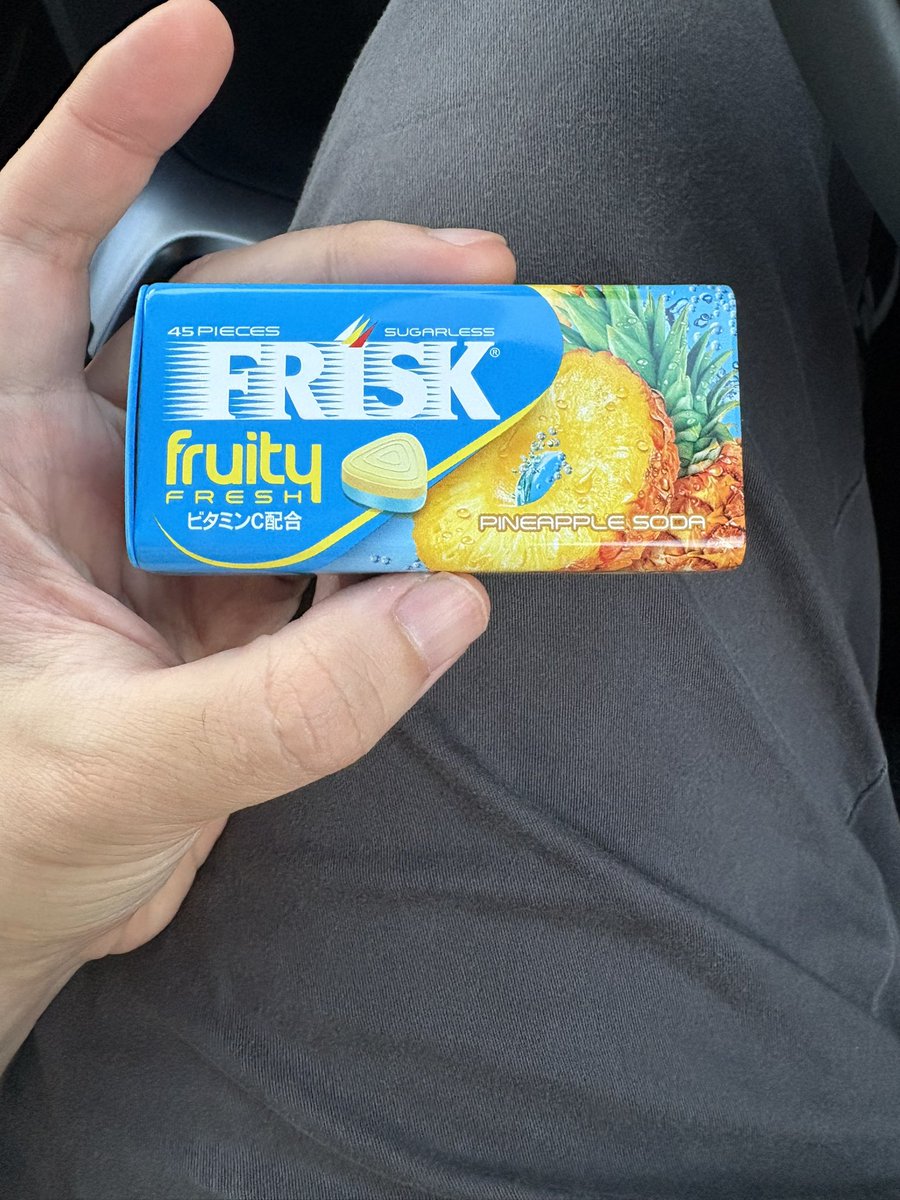 45 PIECES SUGARLESS
FRISK®
fruity
FRESH
ビタミンC配合
PINEAPPLE SODA